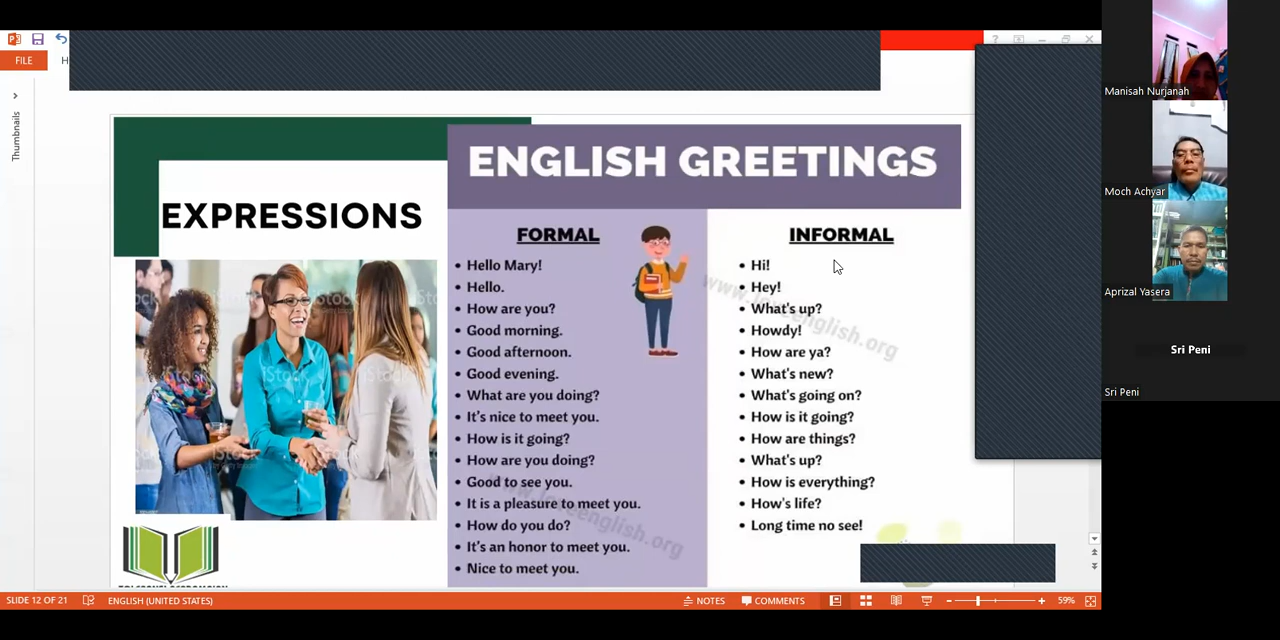 FILE
H
Thumbnails
EXPRESSIONS
ENGLISH GREETINGS
FORMAL
• Hello Mary!
• Hello.
• How are you?
• Good morning.
• Good afternoon.
• Good evening.
• What are you doing?
• It's nice to meet you.
• How is it going?
• How are you doing?
• Good to see you.
• It is a pleasure to meet you.
• How do you do?
• It's an honor to meet you.
• Nice to meet you.
INFORMAL
• Hi!
• Hey!
• What's up?
• Howdy!
• How are ya?
• What's new?
• What's going on?
• How is it going?
• How are things?
• What's up?
• How is everything?
• How's life?
• Long time no see!
iStock
SLIDE 12 OF 21
ENGLISH (UNITED STATES)
NOTES
COMMENTS
59%
Manisah Nurjanah
Moch Achyar
Aprizal Yasera
Sri Peni
Sri Peni